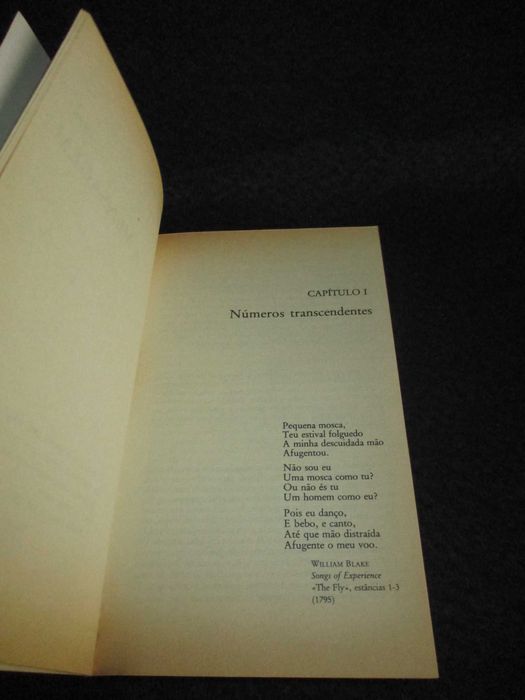 CAPÍTULO I
Números transcendentes
Pequena mosca,
Teu estival folguedo
A minha descuidada mão
Afugentou.
Não sou eu
Uma mosca como tu?
Ou não és tu
Um homem como eu?
Pois eu danço,
E bebo, e canto,
Até que mão distraída
Afugente o meu voo.
WILLIAM BLAKE
Songs of Experience
«The Fly», estâncias 1-3
(1795)